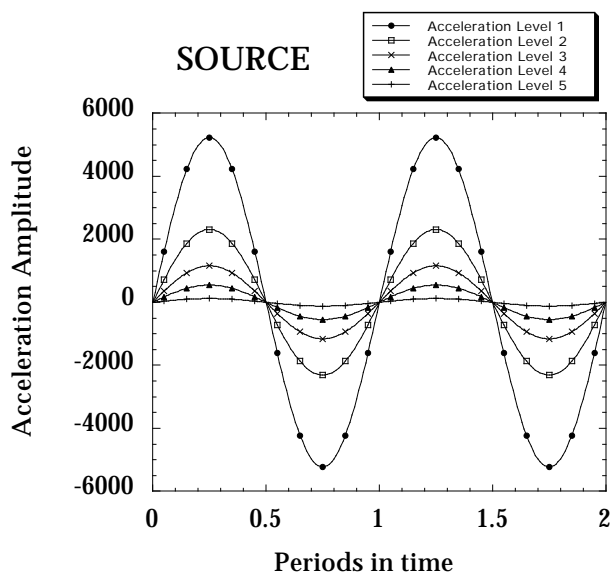 SOURCE
Acceleration Level 1
Acceleration Level 2
Acceleration Level 3
Acceleration Level 4
Acceleration Level 5
Acceleration Amplitude
6000
4000
2000
0
-2000
-4000
-6000
0 0.5 1 1.5 2
Periods in time